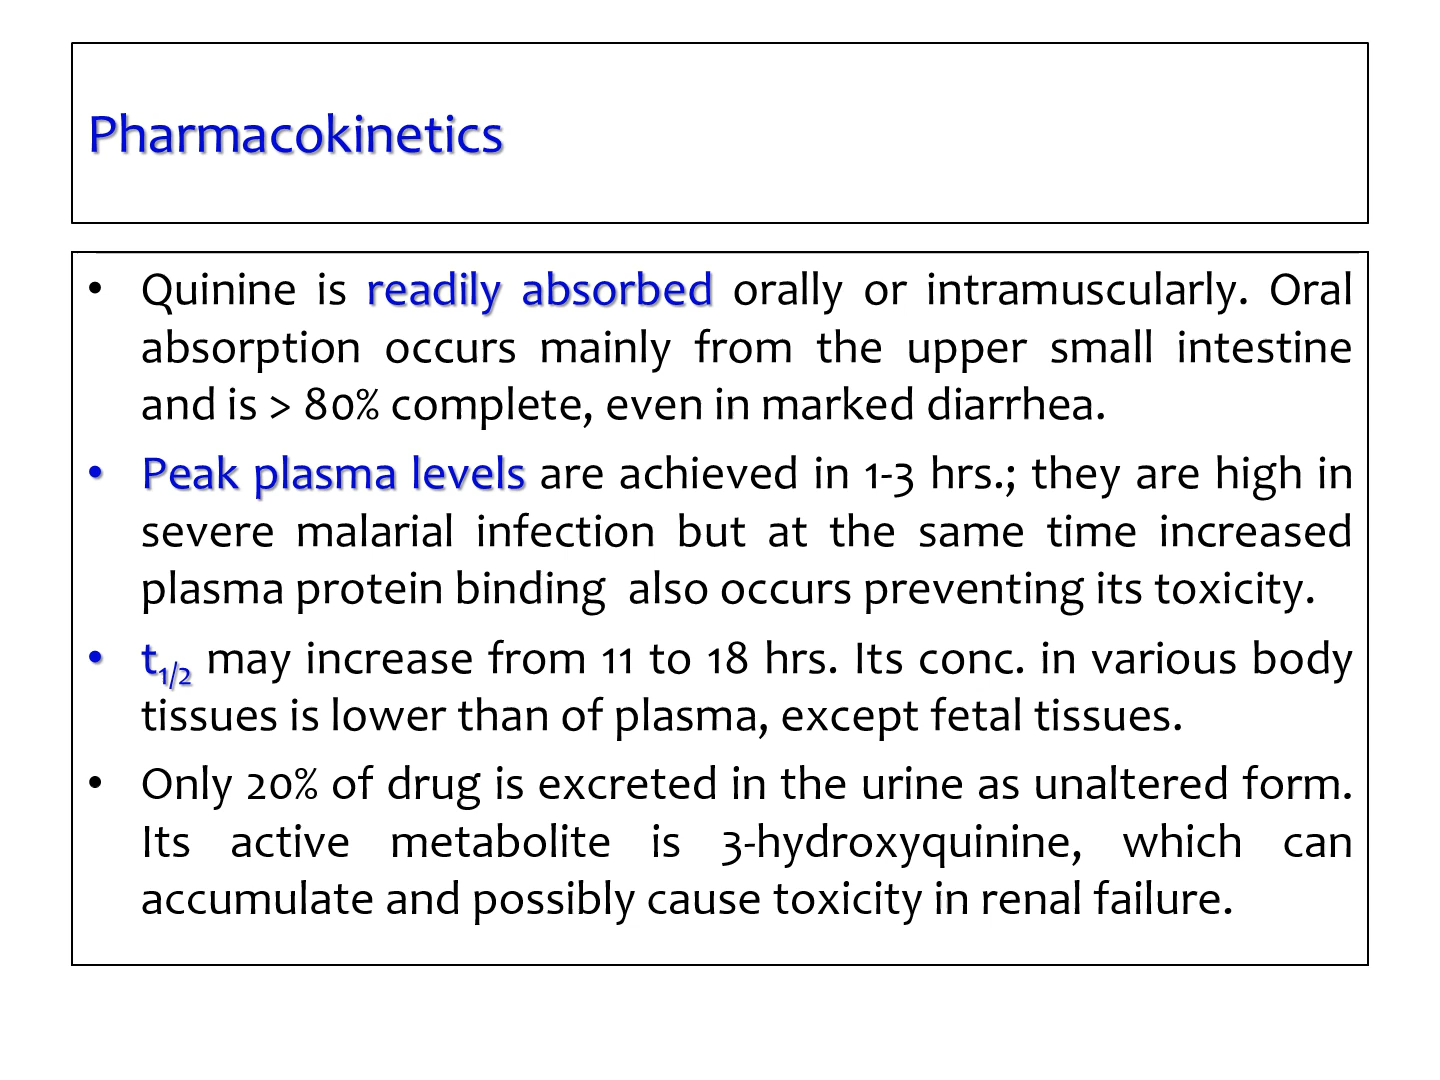 Pharmacokinetics
• Quinine is readily absorbed orally or intramuscularly. Oral
absorption occurs mainly from the upper small intestine
and is > 80% complete, even in marked diarrhea.
• Peak plasma levels are achieved in 1-3 hrs.; they are high in
severe malarial infection but at the same time increased
plasma protein binding  also occurs preventing its toxicity.
• t1/2 may increase from 11 to 18 hrs. Its conc. in various body
tissues is lower than of plasma, except fetal tissues.
• Only 20% of drug is excreted in the urine as unaltered form.
Its active metabolite is 3-hydroxyquinine, which can
accumulate and possibly cause toxicity in renal failure.